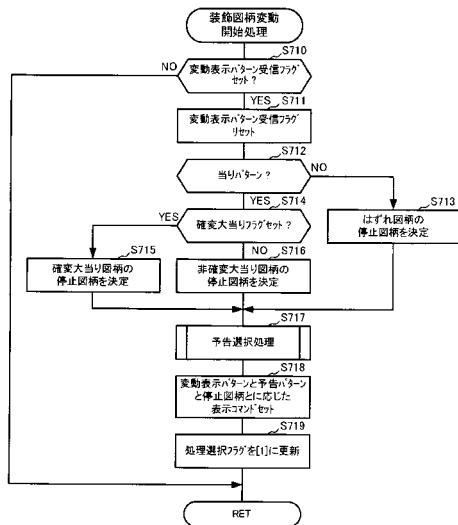 装飾図柄変動
開始処理
S710
NO
変動表示パターン受信フラグ
セット?
YES
S711
変動表示パターン受信フラグ
リセット
S712
当りパターン?
NO
YES
S714
S713
はずれ図柄の
停止図柄を決定
YES
確変大当りフラグセット?
S715
NO
S716
確変大当り図柄の
停止図柄を決定
非確変大当り図柄の
停止図柄を決定
S717
予告選択処理
S718
変動表示パターンと予告パターン
と停止図柄とに応じた
表示コマンドセット
S719
処理選択フラグを[1]に更新
RET